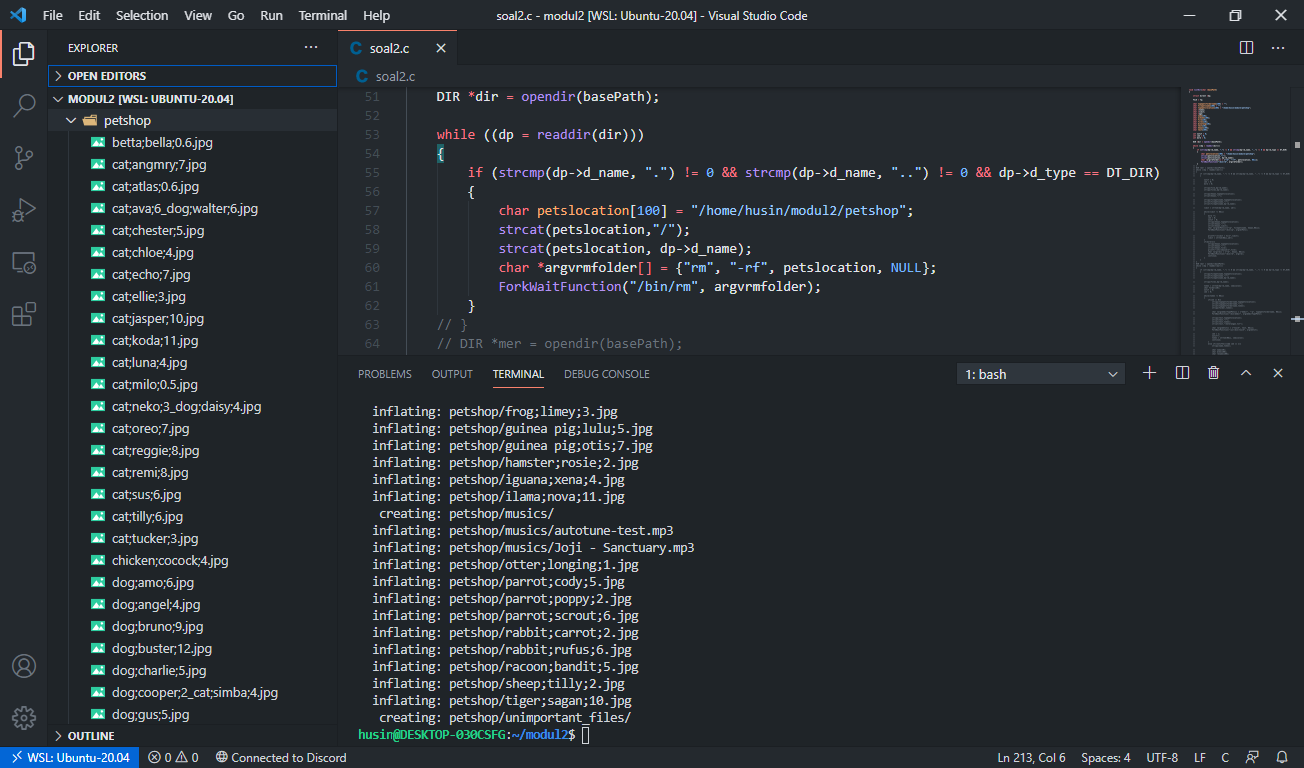 File Edit Selection View Go Run Terminal Help soal2.c - modul2 [WSL: Ubuntu-20.04] - Visual Studio Code
EXPLORER
OPEN EDITORS
MODUL2 [WSL: UBUNTU-20.04]
petshop
betta;bella;0.6.jpg
cat;angmry;7.jpg
cat;atlas;0.6.jpg
cat;ava;6_dog;walter;6.jpg
cat;chester;5.jpg
cat;chloe;4.jpg
cat;echo;7.jpg
cat;ellie;3.jpg
cat;jasper;10.jpg
cat;koda;11.jpg
cat;luna;4.jpg
cat;milo;0.5.jpg
cat;neko;3_dog;daisy;4.jpg
cat;oreo;7.jpg
cat;reggie;8.jpg
cat;remi;8.jpg
cat;sus;6.jpg
cat;tilly;6.jpg
cat;tucker;3.jpg
chicken;cocock;4.jpg
dog;amo;6.jpg
dog;angel;4.jpg
dog;bruno;9.jpg
dog;buster;12.jpg
dog;charlie;5.jpg
dog;cooper;2_cat;simba;4.jpg
dog;gus;5.jpg
OUTLINE
C soal2.c
C soal2.c
51 DIR *dir = opendir(basePath);
52
53 while ((dp = readdir(dir)))
54 {
55 if (strcmp(dp->d_name, ".") != 0 && strcmp(dp->d_name, "..") != 0 && dp->d_type == DT_DIR)
56 {
57 char petslocation[100] = "/home/husin/modul2/petshop";
58 strcat(petslocation,"/");
59 strcat(petslocation, dp->d_name);
60 char *argvrmfolder[] = {"rm", "-rf", petslocation, NULL};
61 ForkWaitFunction("/bin/rm", argvrmfolder);
62 }
63 // }
64 // DIR *mer = opendir(basePath);
PROBLEMS OUTPUT TERMINAL DEBUG CONSOLE 1: bash
inflating: petshop/frog;limey;3.jpg
inflating: petshop/guinea pig;lulu;5.jpg
inflating: petshop/guinea pig;otis;7.jpg
inflating: petshop/hamster;rosie;2.jpg
inflating: petshop/iguana;xena;4.jpg
inflating: petshop/ilama;nova;11.jpg
creating: petshop/musics/
inflating: petshop/musics/autotune-test.mp3
inflating: petshop/musics/Joji - Sanctuary.mp3
inflating: petshop/otter;longing;1.jpg
inflating: petshop/parrot;cody;5.jpg
inflating: petshop/parrot;poppy;2.jpg
inflating: petshop/parrot;scrout;6.jpg
inflating: petshop/rabbit;carrot;2.jpg
inflating: petshop/rabbit;rufus;6.jpg
inflating: petshop/racoon;bandit;5.jpg
inflating: petshop/sheep;tilly;2.jpg
inflating: petshop/tiger;sagan;10.jpg
creating: petshop/unimportant_files/
husin@DESKTOP-030CSFG:~/modul2$
WSL: Ubuntu-20.04 0 0 Connected to Discord Ln 213, Col 6 Spaces: 4 UTF-8 LF C